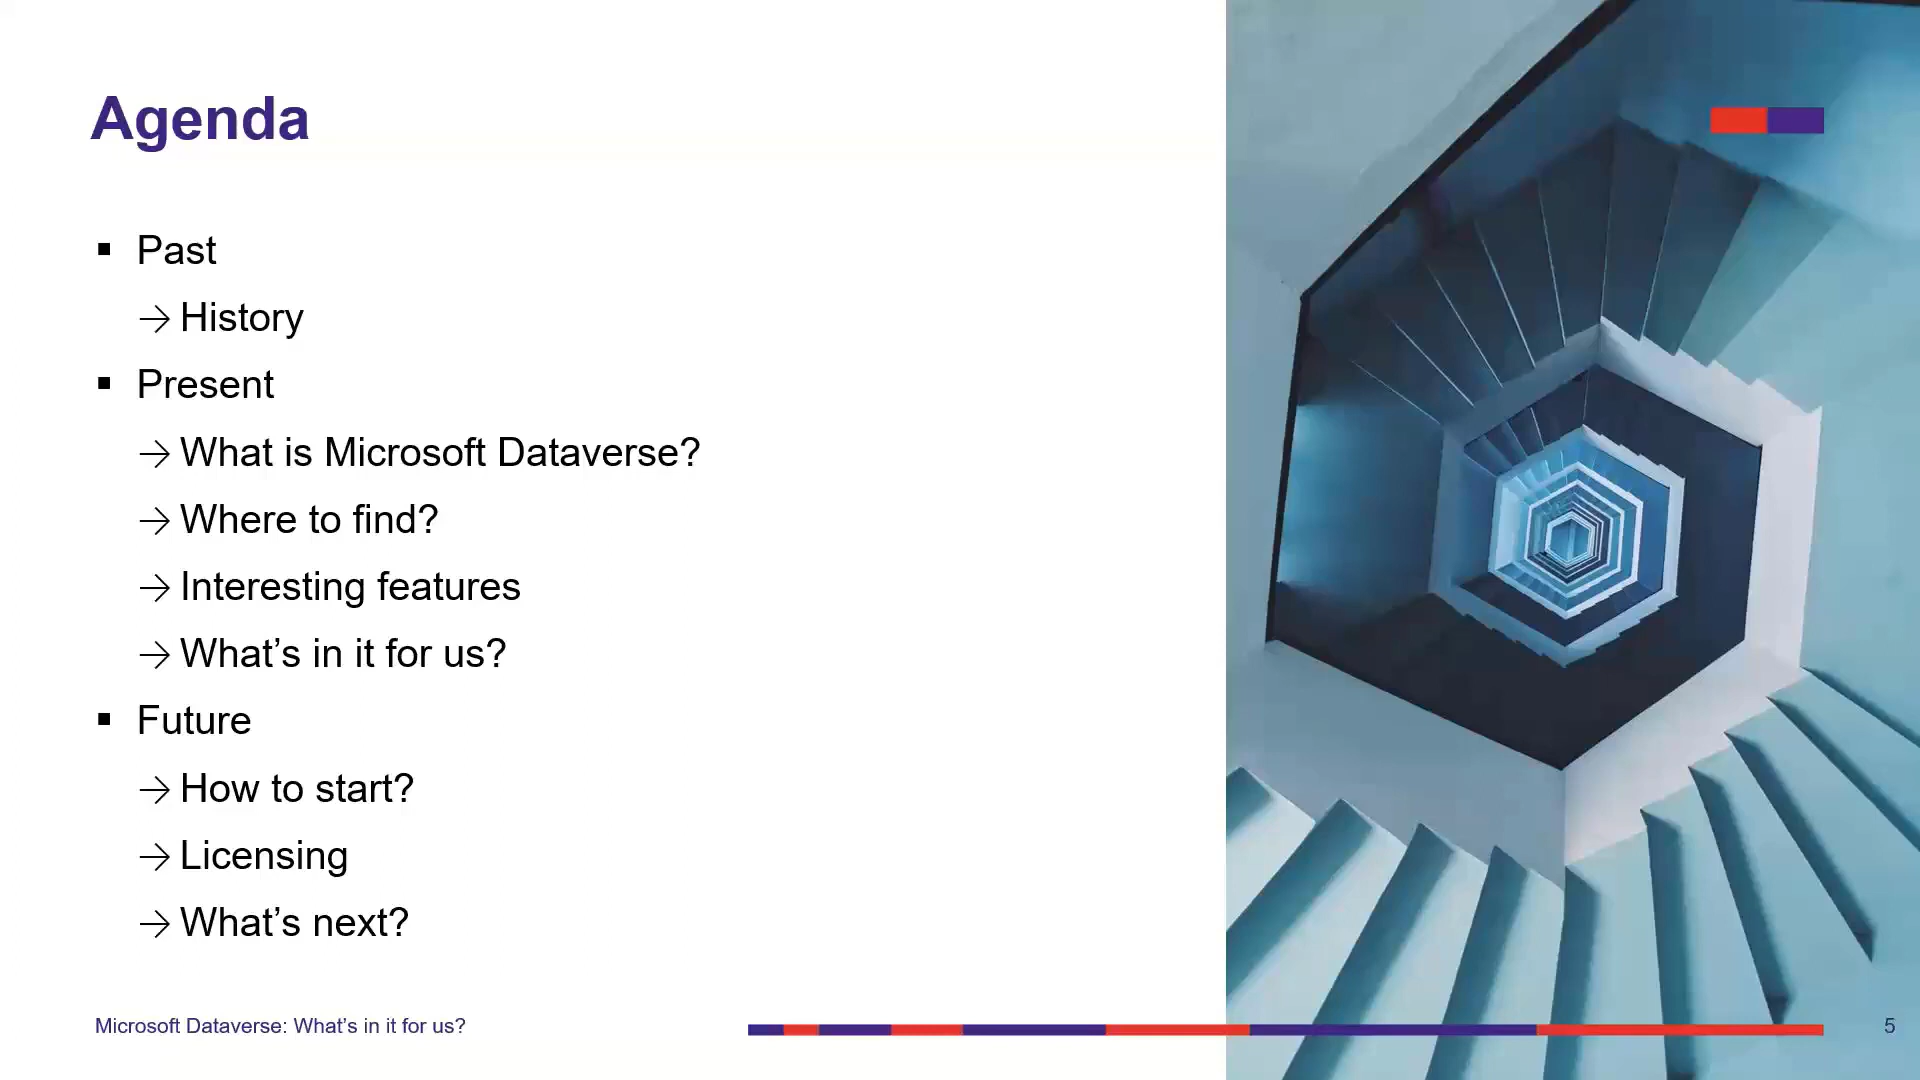 Agenda
▪ Past
→ History
▪ Present
→ What is Microsoft Dataverse?
→ Where to find?
→ Interesting features
→ What’s in it for us?
▪ Future
→ How to start?
→ Licensing
→ What’s next?
Microsoft Dataverse: What’s in it for us?
5